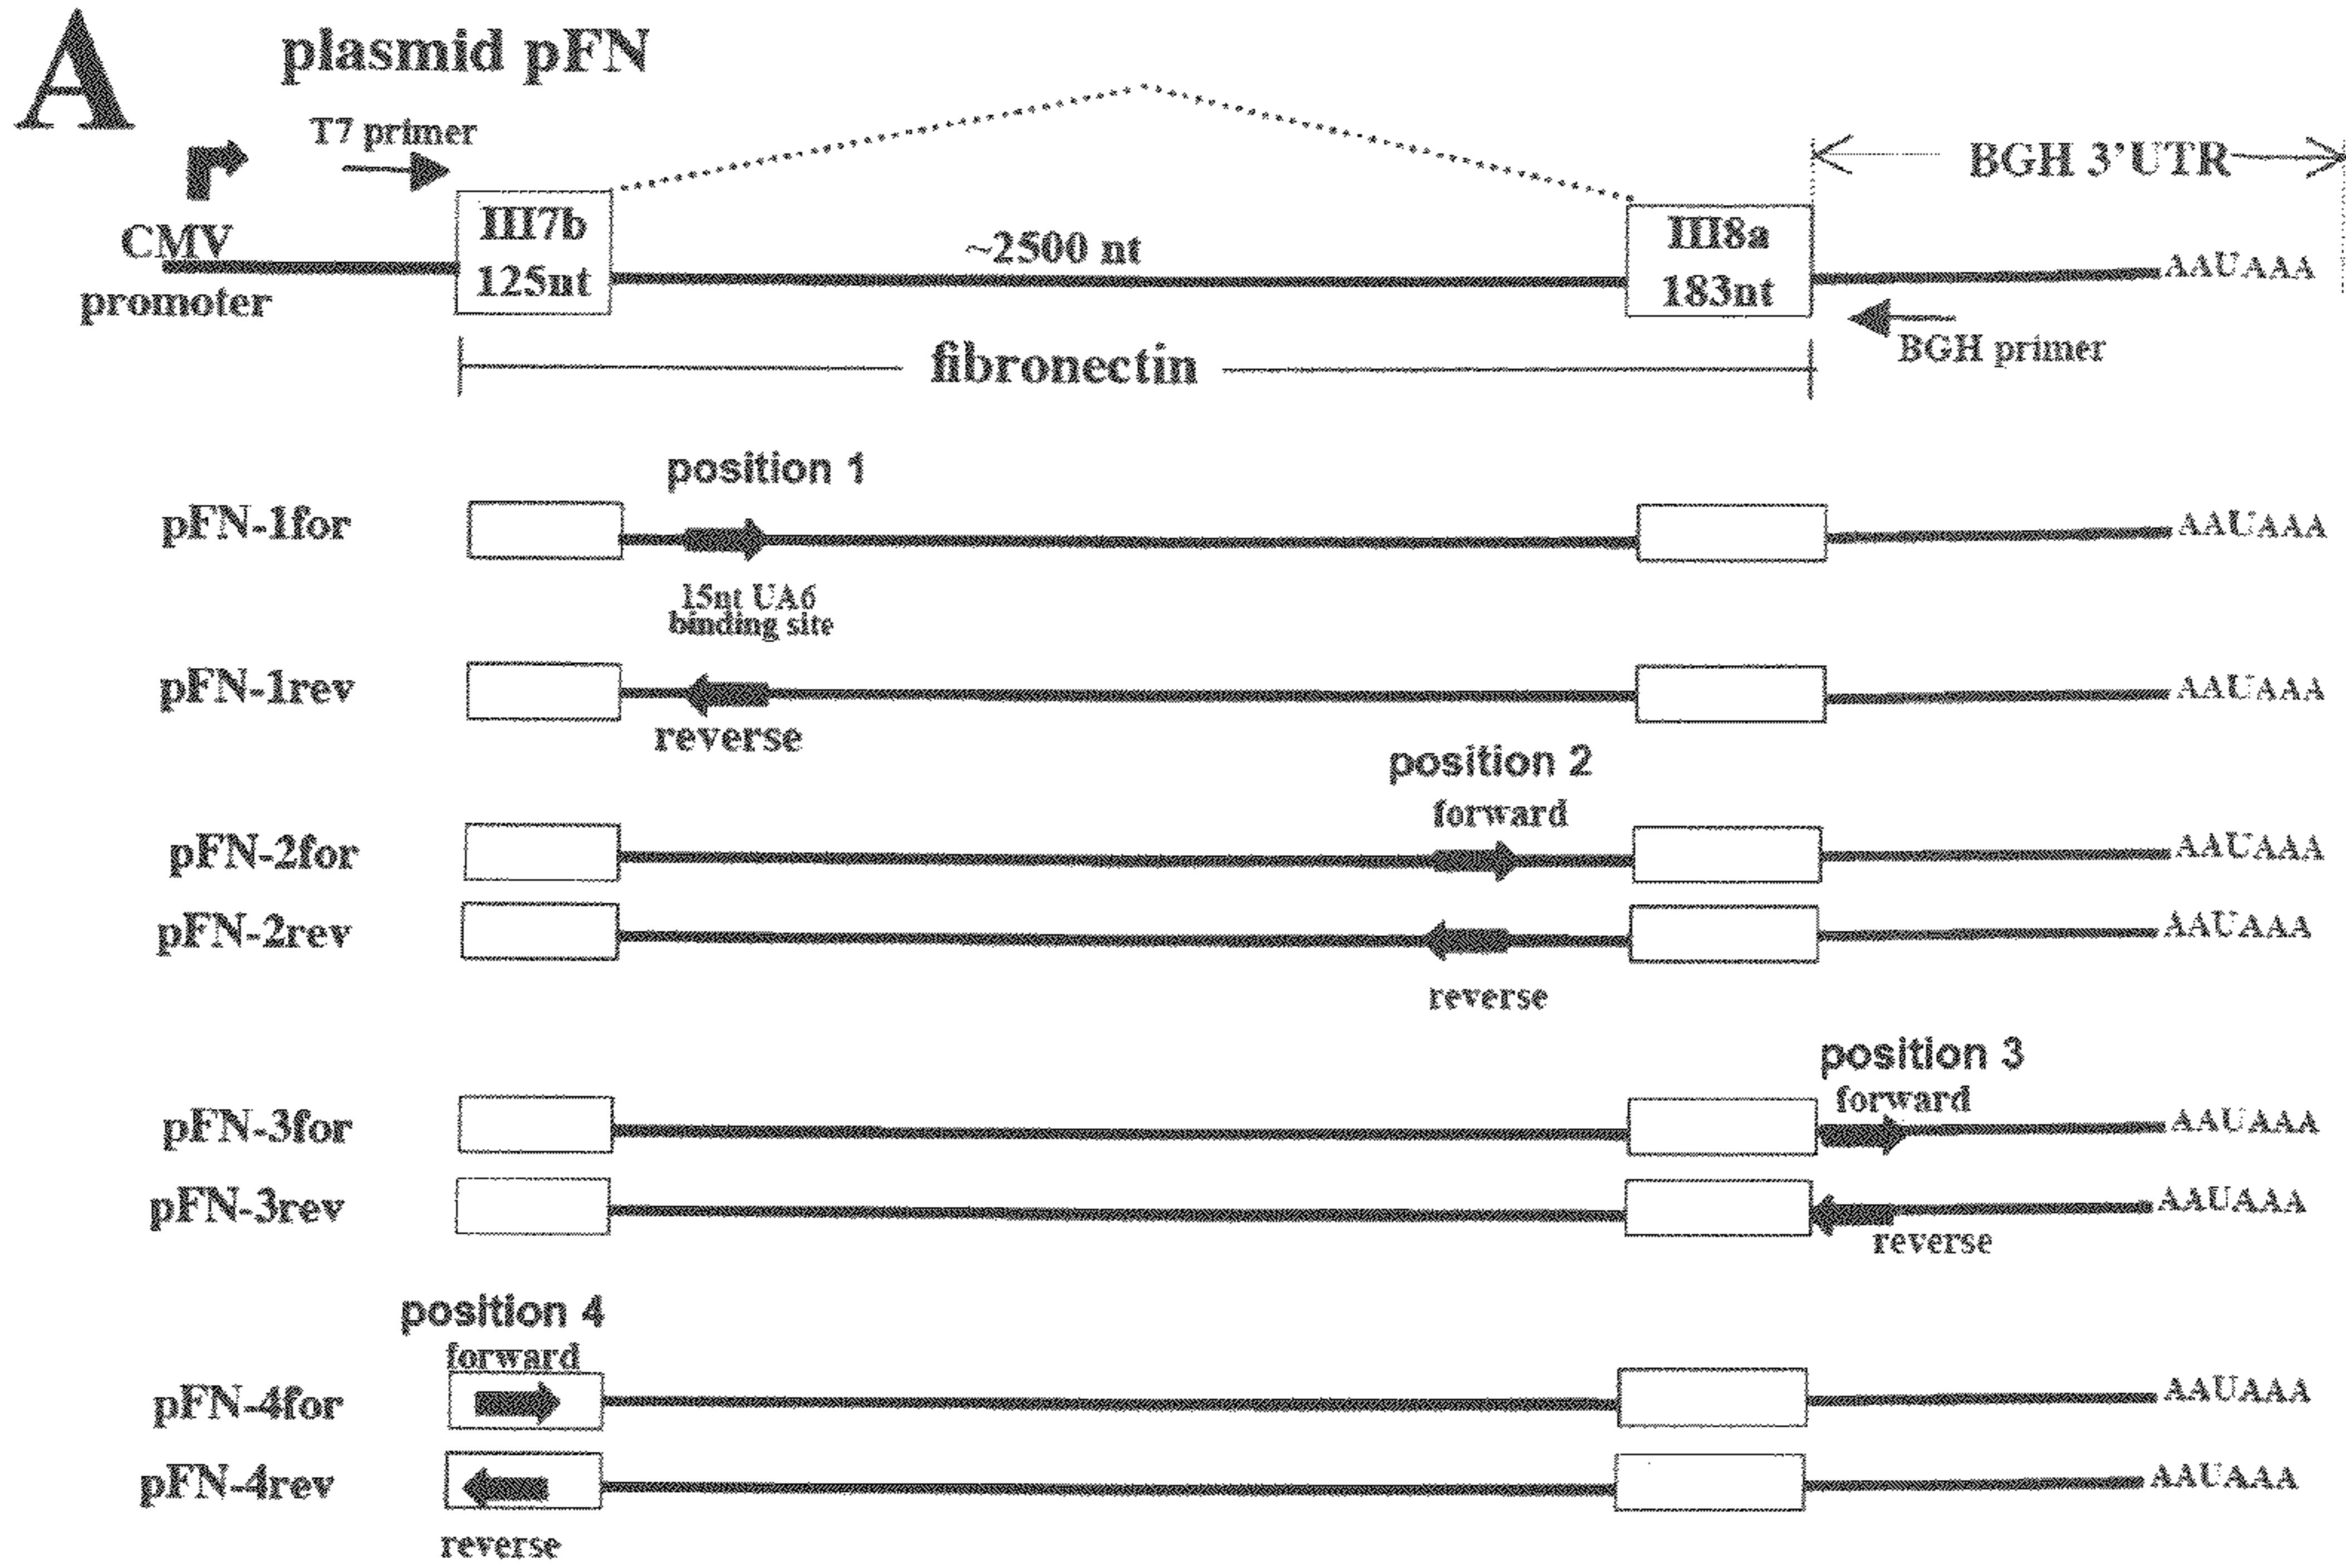 A
plasmid pFN
T7 primer
BGH 3'UTR
III7b
125nt
~2500 nt
III8a
183nt
CMV
promoter
AAUAAA
BGH primer
fibronectin
position 1
pFN-1for
AAUAAA
15nt UA6
binding site
pFN-1rev
AAUAAA
reverse
position 2
forward
pFN-2for
AAUAAA
pFN-2rev
AAUAAA
reverse
position 3
forward
pFN-3for
AAUAAA
pFN-3rev
AAUAAA
reverse
position 4
forward
pFN-4for
AAUAAA
pFN-4rev
AAUAAA
reverse